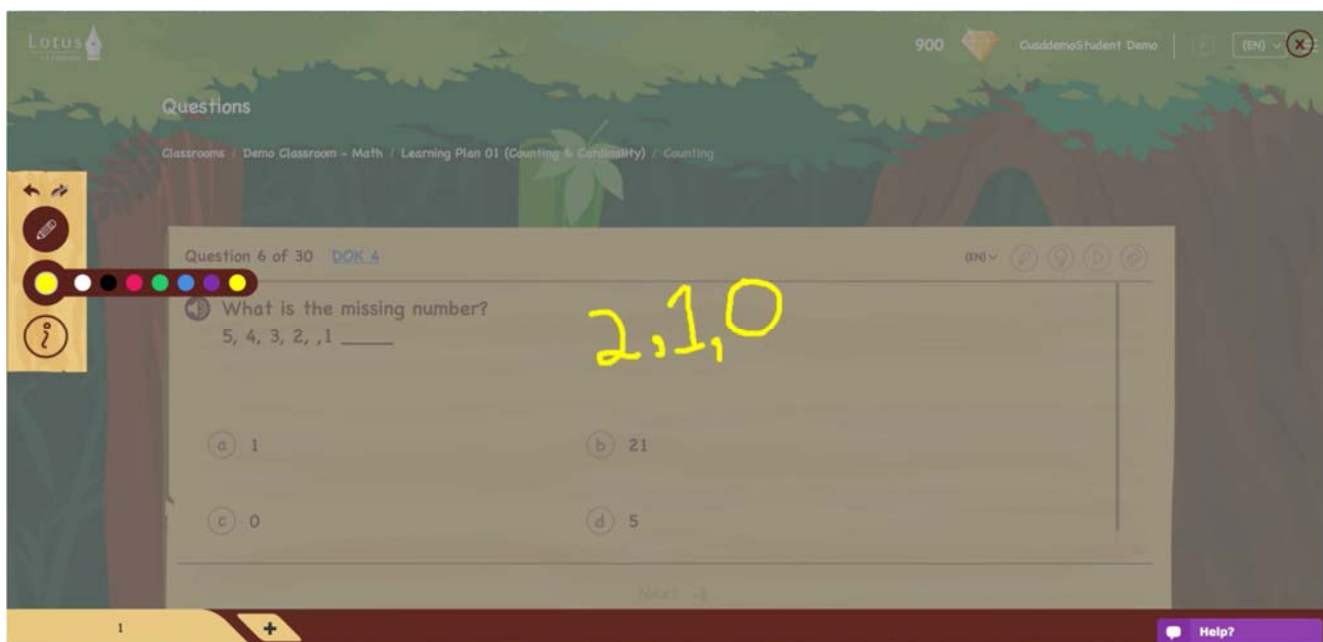 Lotus
900
CusddemoStudent Demo
(EN)
Questions
Classrooms / Demo Classroom - Math / Learning Plan 01 (Counting & Cardinality) / Counting
Question 6 of 30 DOK 4
(EN)
What is the missing number?
5, 4, 3, 2, ,1 _____
2,1,0
a 1
b 21
c 0
d 5
Next
1
+
Help?